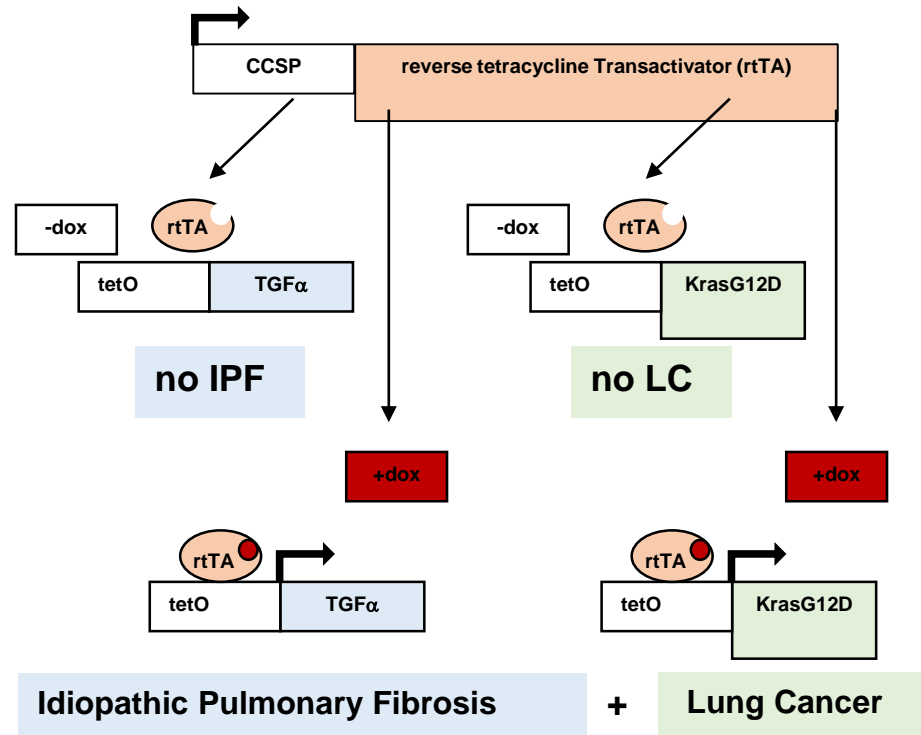 CCSP reverse tetracycline Transactivator (rtTA)
-dox rtTA -dox rtTA
tetO TGFα tetO KrasG12D
no IPF no LC
+dox +dox
rtTA rtTA
tetO TGFα tetO KrasG12D
Idiopathic Pulmonary Fibrosis + Lung Cancer